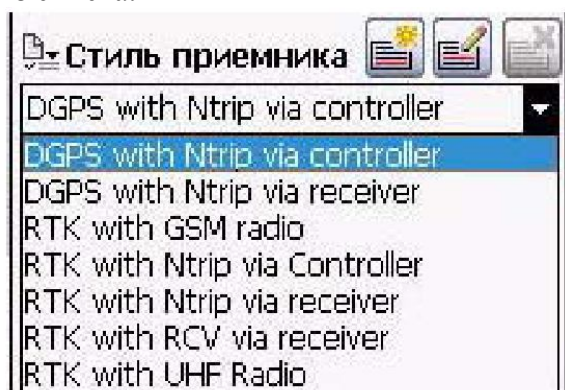 Стиль приемника
DGPS with Ntrip via controller
DGPS with Ntrip via controller
DGPS with Ntrip via receiver
RTK with GSM radio
RTK with Ntrip via Controller
RTK with Ntrip via receiver
RTK with RCV via receiver
RTK with UHF Radio